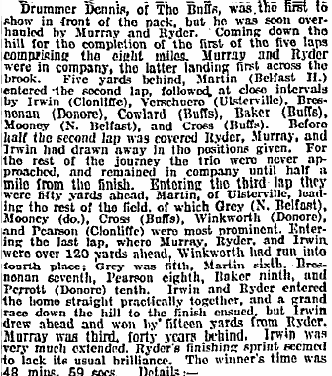 Drummer Dennis, of The Buffs, was the first to
show in front of the pack, but he was soon over-
hauled by Murray and Ryder. Coming down the
hill for the completion of the first of the five laps
comprising the eight miles, Murray and Ryder
were in company, the latter landing first across the
brook. Five yards behind, Martin (Belfast H.)
entered the second lap, followed at close intervals
by Irwin (Clonliffe), Verschuere (Ulsterville), Bres-
nonan (Donore), Cowlard (Buffs), Baker (Buffs),
Mooney (N. Belfast), and Cross (Buffs). Before
half the second lap was covered Ryder, Murray, and
Irwin had drawn away in the positions given. For
the rest of the journey the trio were never ap-
proached, and remained in company until half a
mile from the finish. Entering the third lap they
were fifty yards ahead, Martin, of Ulsterville, lead-
ing the rest of the field, of which Grey (N. Belfast),
Mooney (do.), Cross (Buffs), Winkworth (Donore),
and Pearson (Clonliffe) were most prominent. Enter-
ing the last lap, where Murray, Ryder, and Irwin
were over 120 yards ahead, Winkworth had run into
fourth place; Grey was fifth, Martin sixth, Bres-
nonan seventh, Pearson eighth, Baker ninth, and
Perrott (Donore) tenth. Irwin and Ryder entered
the home straight practically together, and a grand
race down the hill to the finish ensued, but Irwin
drew ahead and won by fifteen yards from Ryder.
Murray was third, forty years behind. Irwin was
very much extended. Ryder's finishing sprint seemed
to lack its usual brilliance. The winner's time was
48 mins. 59 secs. Details:—